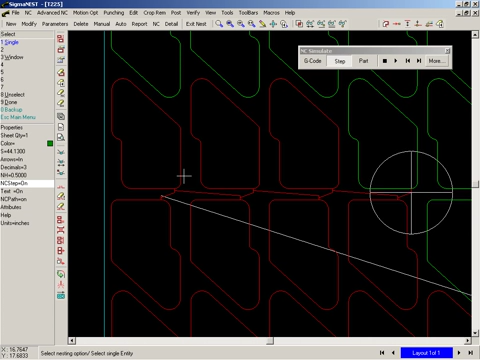 SigmaNEST - [T225]
File NC Advanced NC Motion Opt Punching Edit Crop Rem Post Verify View Tools ToolBars Macro Help
New Modify Parameters Delete Manual Auto Report NC Detail Exit Nest
Select
1 Single
2
3 Window
4
5
6
7
8 Unselect
9 Done
0 Backup
Esc Main Menu
Properties
Sheet Qty=1
Color=
S=44.1300
Arrows=In
Decimals=3
NH=0.5000
NCStep=On
Text =On
NCPath=on
Attributes
Help
Units=inches
NC Simulate
G-Code Step Part More...
X: 16.7647
Y: 17.6833
Select nesting option/ Select single Entity
Layout 1of 1